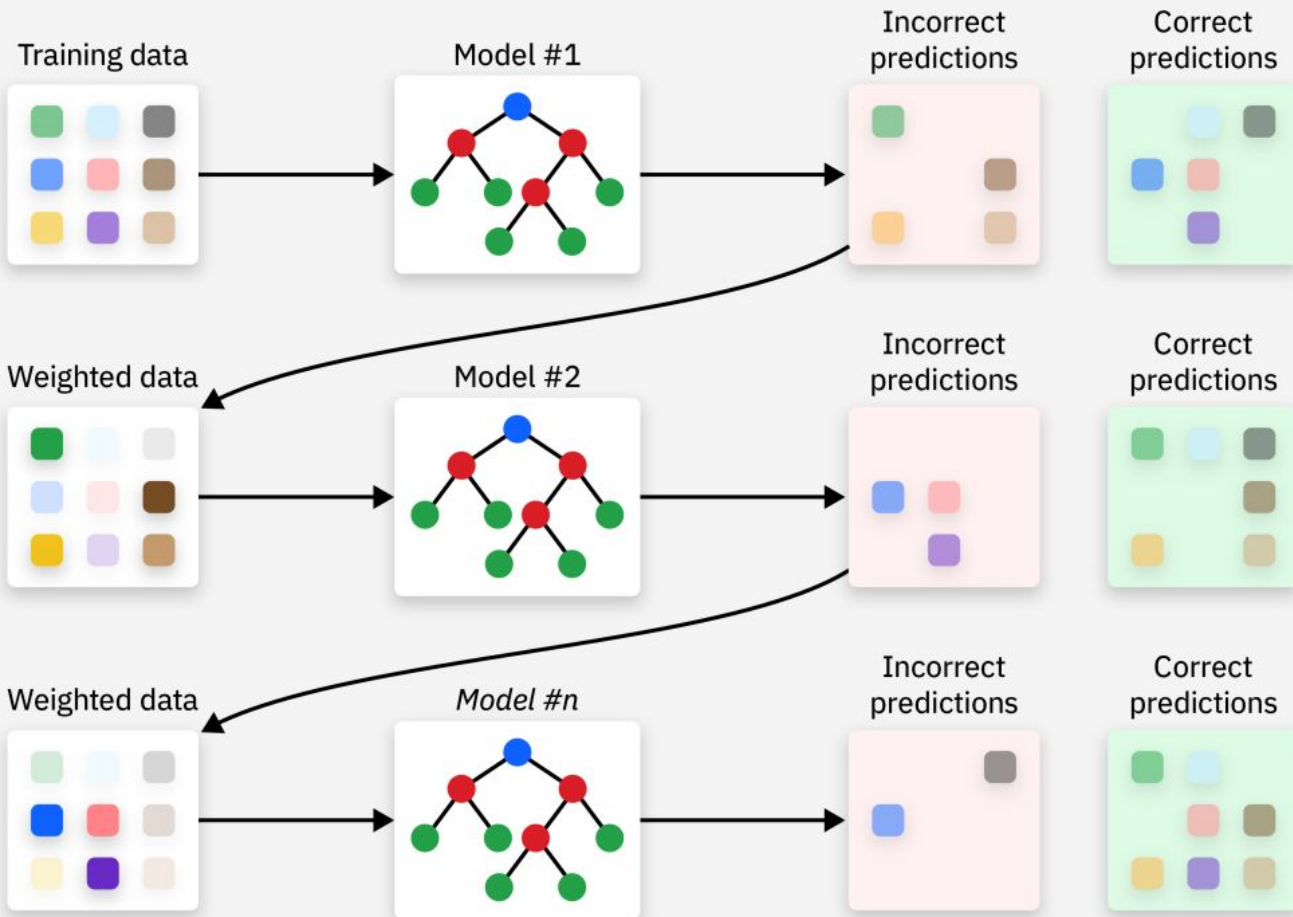 Training data
Model #1
Incorrect
predictions
Correct
predictions
Weighted data
Model #2
Incorrect
predictions
Correct
predictions
Weighted data
Model #n
Incorrect
predictions
Correct
predictions